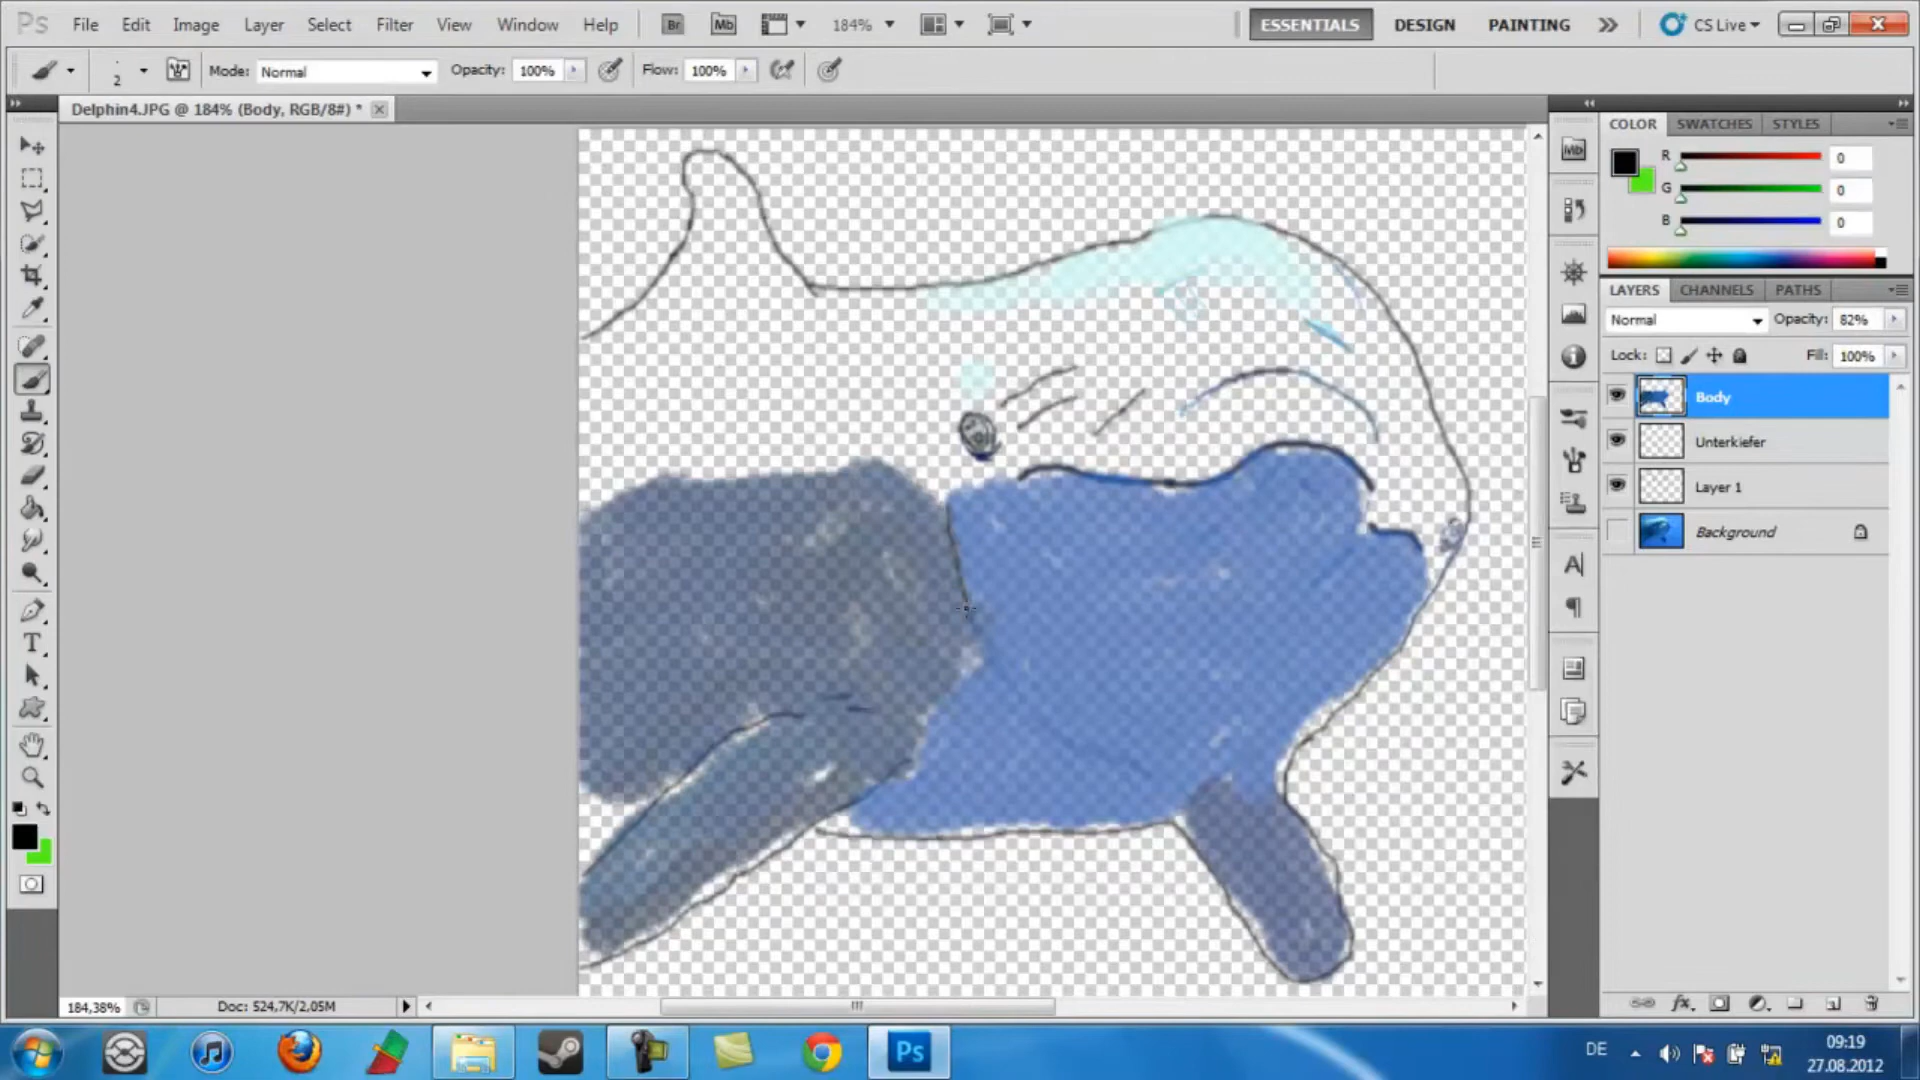 Ps File Edit Image Layer Filter Select View Window Help Br Mb 184% ESSENTIALS DESIGN PAINTING CS Live
2 Mode: Normal Opacity: 100% Flow: 100%
Delphin4.JPG @ 184% (Body, RGB/8#) *
COLOR SWATCHES STYLES
Mb
R 0
G 0
B 0
LAYERS CHANNELS PATHS
Normal Opacity: 82%
Lock: Fill: 100%
Body
Unterkiefer
Layer 1
Background
A
T
184,38% Doc: 524,7K/2,05M
Ps
DE
09:19
27.08.2012